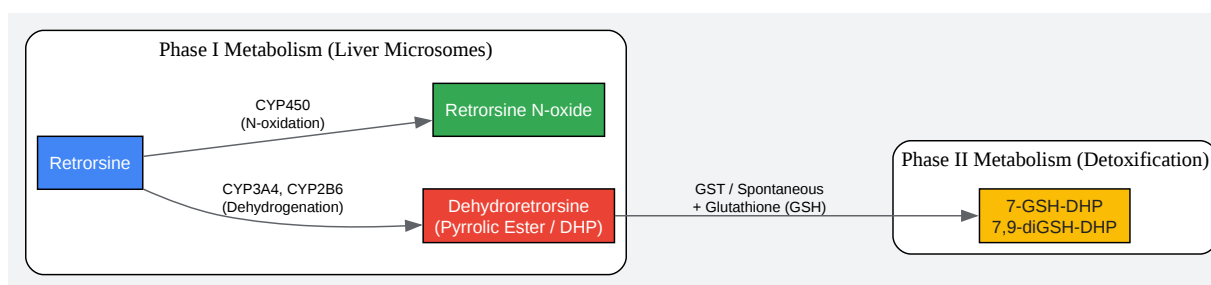 Phase I Metabolism (Liver Microsomes)
CYP450
(N-oxidation)
Retrorsine N-oxide
Retrorsine
CYP3A4, CYP2B6
(Dehydrogenation)
Dehydroretrorsine
(Pyrrolic Ester / DHP)
GST / Spontaneous
+ Glutathione (GSH)
Phase II Metabolism (Detoxification)
7-GSH-DHP
7,9-diGSH-DHP